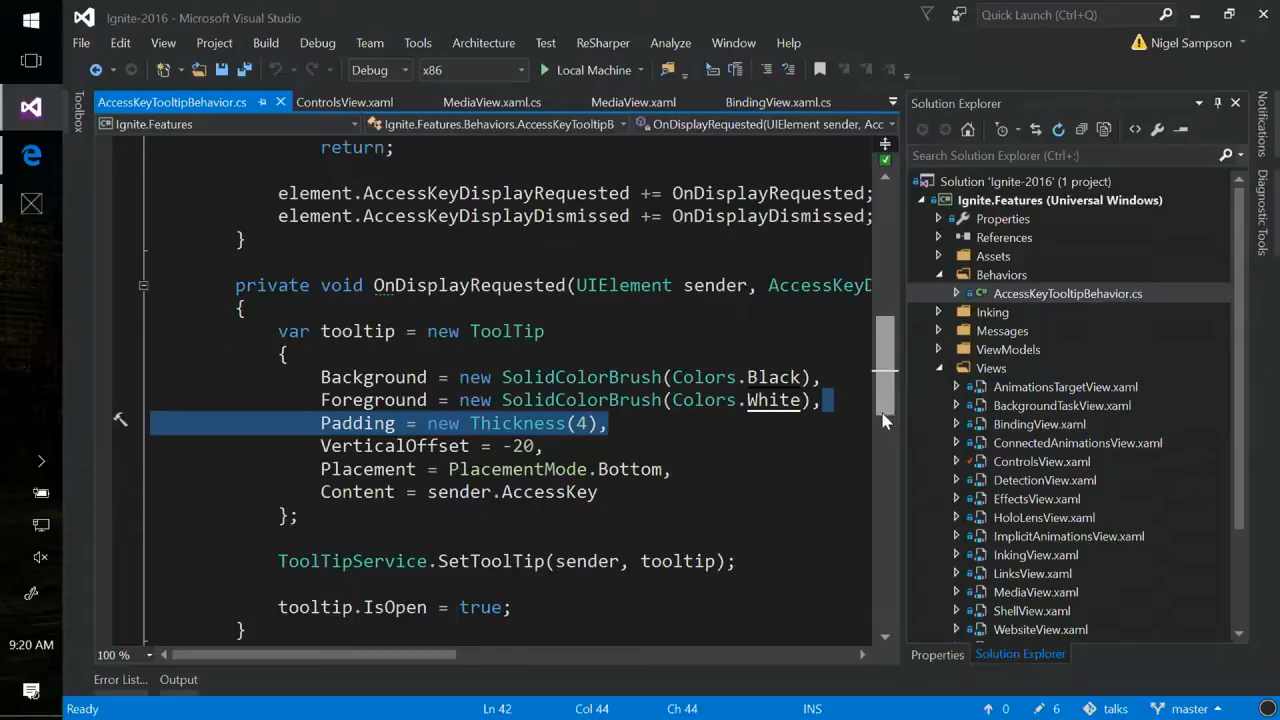 Ignite-2016 - Microsoft Visual Studio
Quick Launch (Ctrl+Q)
File Edit View Project Build Debug Team Tools Architecture Test ReSharper Analyze Window Help
Nigel Sampson
Debug x86 Local Machine
AccessKeyTooltipBehavior.cs ControlsView.xaml MediaView.xaml.cs MediaView.xaml BindingView.xaml.cs
Ignite.Features Ignite.Features.Behaviors.AccessKeyTooltipB OnDisplayRequested(UIElement sender, Acc
Toolbox
return;
element.AccessKeyDisplayRequested += OnDisplayRequested;
element.AccessKeyDisplayDismissed += OnDisplayDismissed;
}
private void OnDisplayRequested(UIElement sender, AccessKeyD
{
var tooltip = new ToolTip
{
Background = new SolidColorBrush(Colors.Black),
Foreground = new SolidColorBrush(Colors.White),
Padding = new Thickness(4),
VerticalOffset = -20,
Placement = PlacementMode.Bottom,
Content = sender.AccessKey
};
ToolTipService.SetToolTip(sender, tooltip);
tooltip.IsOpen = true;
}
100 %
Error List... Output
Solution Explorer
Search Solution Explorer (Ctrl+;)
Solution 'Ignite-2016' (1 project)
Ignite.Features (Universal Windows)
Properties
References
Assets
Behaviors
AccessKeyTooltipBehavior.cs
Inking
Messages
ViewModels
Views
AnimationsTargetView.xaml
BackgroundTaskView.xaml
BindingView.xaml
ConnectedAnimationsView.xaml
ControlsView.xaml
DetectionView.xaml
EffectsView.xaml
HoloLensView.xaml
ImplicitAnimationsView.xaml
InkingView.xaml
LinksView.xaml
MediaView.xaml
ShellView.xaml
WebsiteView.xaml
Properties Solution Explorer
Notifications
Diagnostic Tools
9:20 AM
Ready Ln 42 Col 44 Ch 44 INS 0 6 talks master